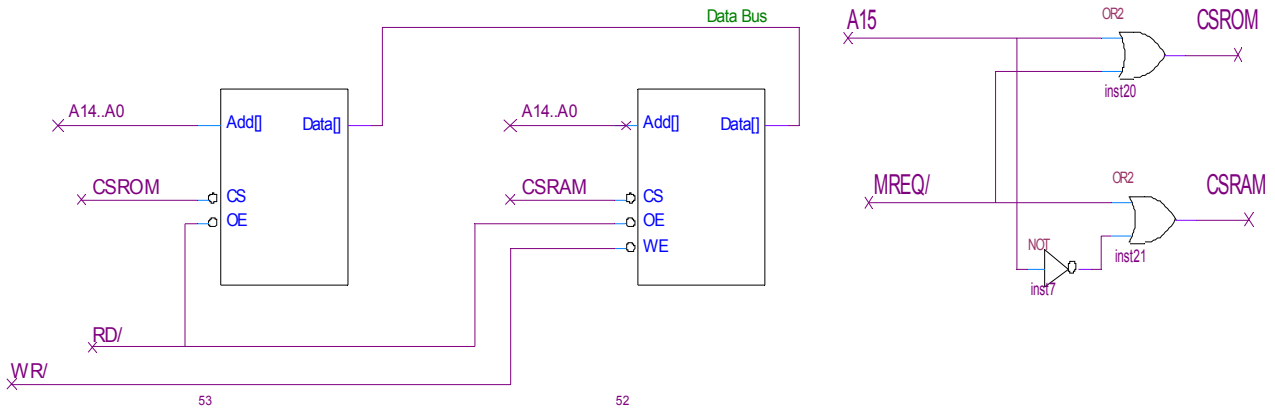 Data Bus
A14..A0
Add[]
Data[]
CSROM
CS
OE
RD/
WR/
53
A14..A0
Add[]
Data[]
CSRAM
CS
OE
WE
52
A15
OR2
CSROM
inst20
MREQ/
OR2
CSRAM
inst21
NOT
inst7